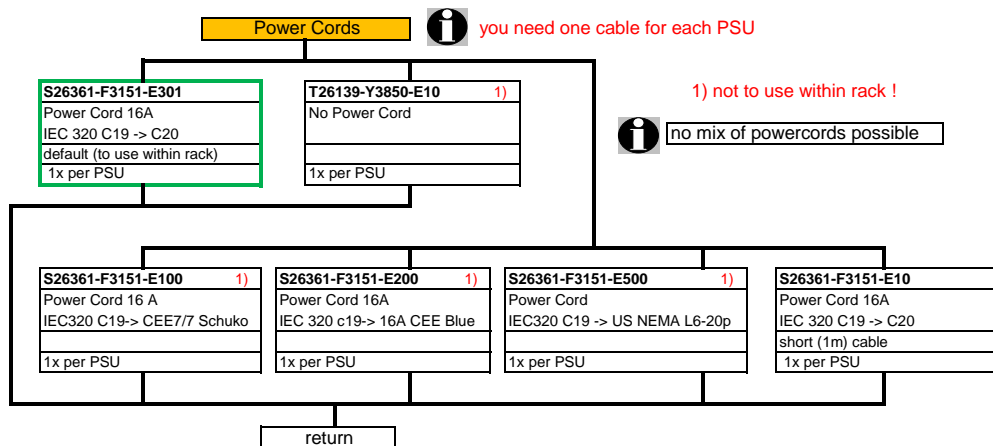 Power Cords
you need one cable for each PSU
S26361-F3151-E301
Power Cord 16A
IEC 320 C19 -> C20
default (to use within rack)
1x per PSU
T26139-Y3850-E10 1)
No Power Cord
1x per PSU
1) not to use within rack !
no mix of powercords possible
S26361-F3151-E100 1)
Power Cord 16 A
IEC320 C19-> CEE7/7 Schuko
1x per PSU
S26361-F3151-E200 1)
Power Cord 16A
IEC 320 c19-> 16A CEE Blue
1x per PSU
S26361-F3151-E500 1)
Power Cord
IEC320 C19 -> US NEMA L6-20p
1x per PSU
S26361-F3151-E10
Power Cord 16A
IEC 320 C19 -> C20
short (1m) cable
1x per PSU
return